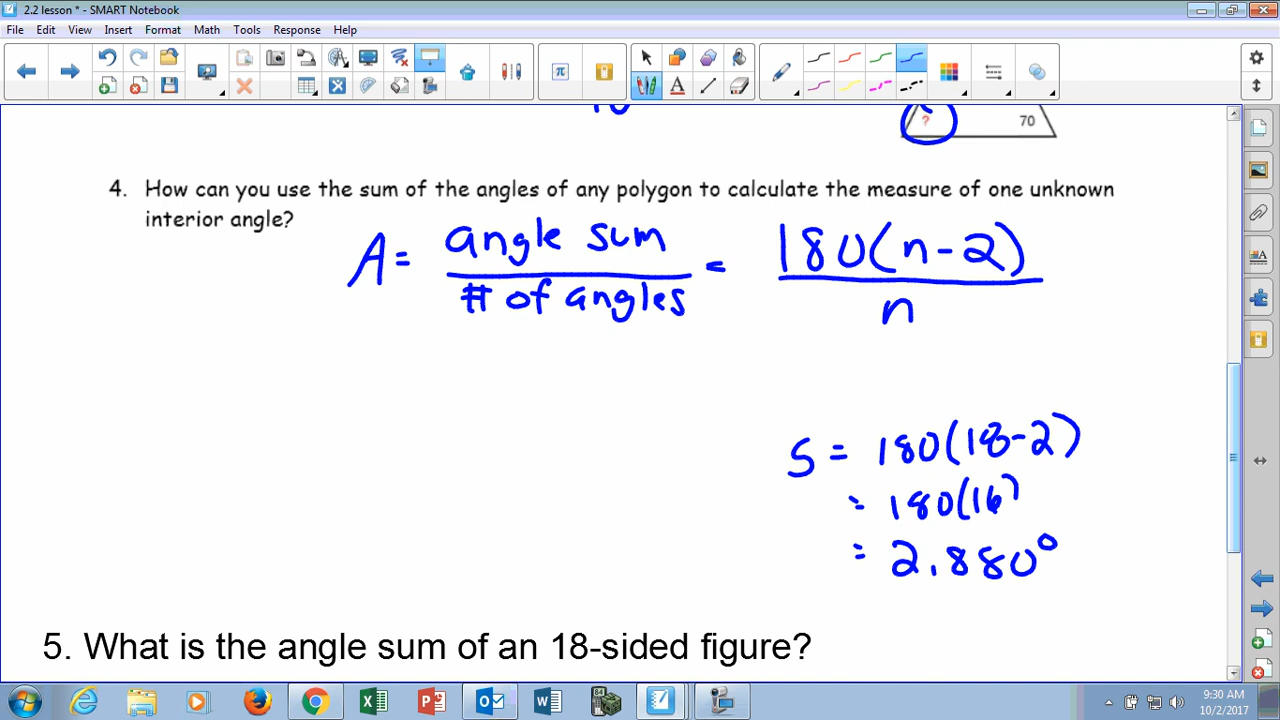 2.2 lesson * - SMART Notebook
File Edit View Insert Format Math Tools Response Help
? 70
4. How can you use the sum of the angles of any polygon to calculate the measure of one unknown
interior angle?
A = angle sum / # of angles = 180(n-2) / n
S = 180(18-2)
= 180(16)
= 2,880°
5. What is the angle sum of an 18-sided figure?
9:30 AM
10/2/2017